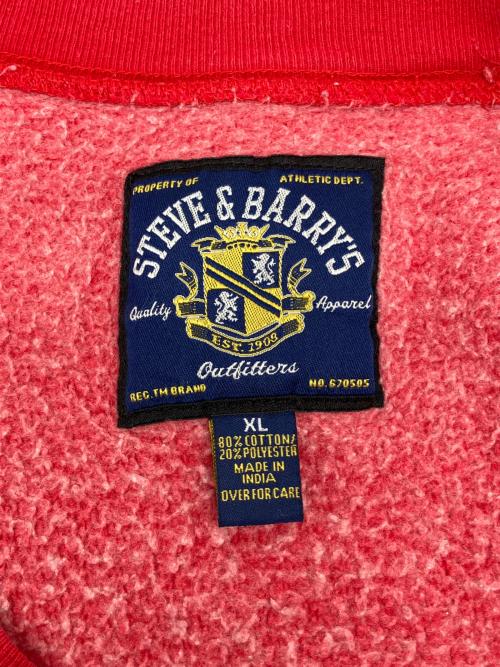 PROPERTY OF ATHLETIC DEPT.
STEVE & BARRY'S
Quality Apparel
EST. 1908
Outfitters
REG. TM BRAND NO. 670505
XL
80% COTTON/
20% POLYESTER
MADE IN
INDIA
OVER FOR CARE